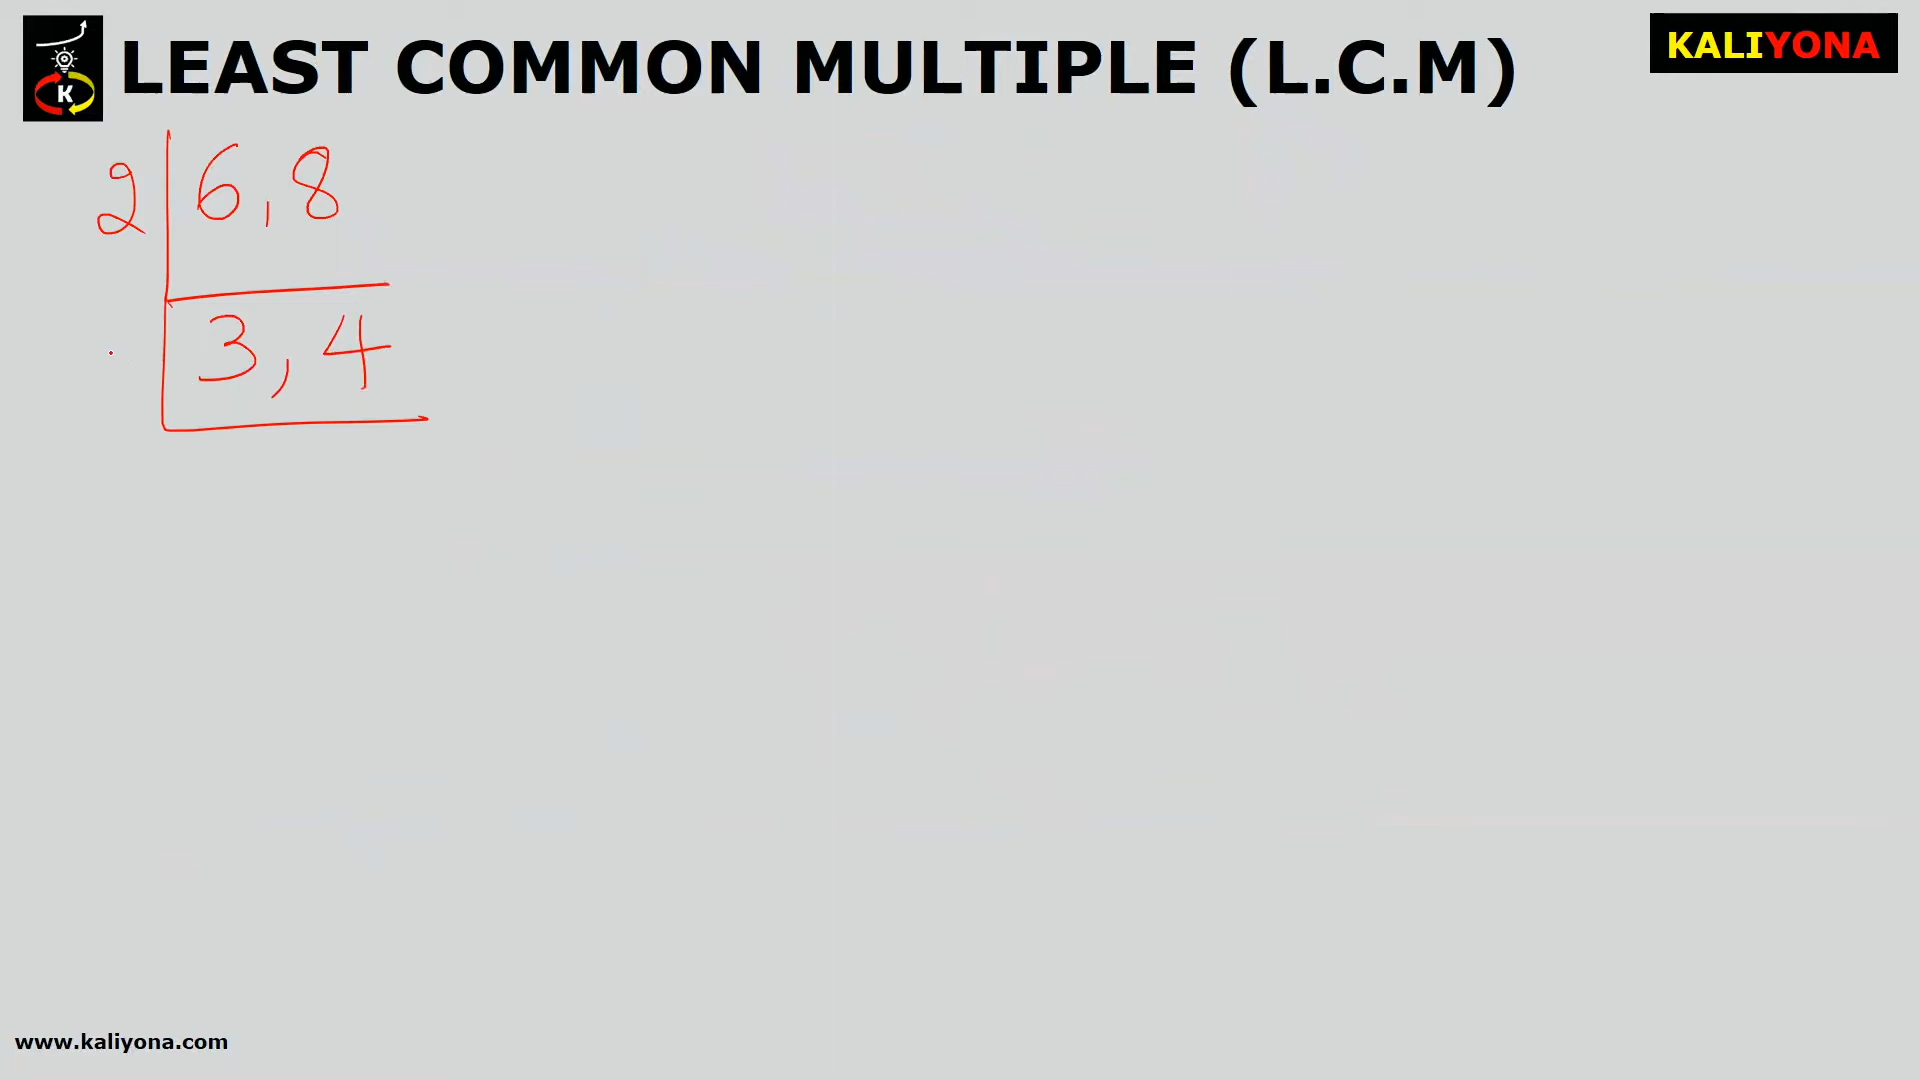 K
LEAST COMMON MULTIPLE (L.C.M)
KALIYONA
2 6, 8
3, 4
www.kaliyona.com